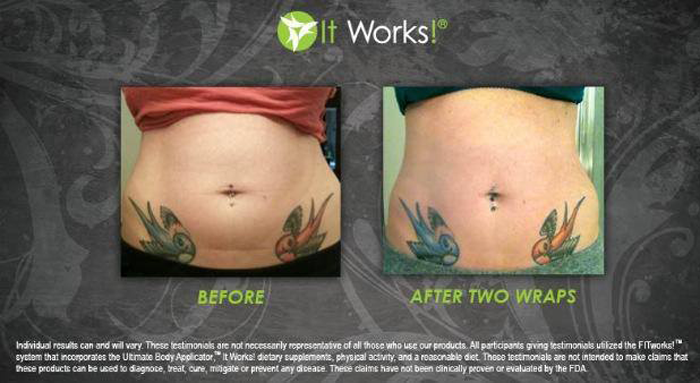 It Works!®
BEFORE
AFTER TWO WRAPS
Individual results can and will vary. These testimonials are not necessarily representative of all those who use our products. All participants giving testimonials utilized the FITworks!™
system that incorporates the Ultimate Body Applicator,™ It Works! dietary supplements, physical activity, and a reasonable diet. These testimonials are not intended to make claims that
these products can be used to diagnose, treat, cure, mitigate or prevent any disease. These claims have not been clinically proven or evaluated by the FDA.